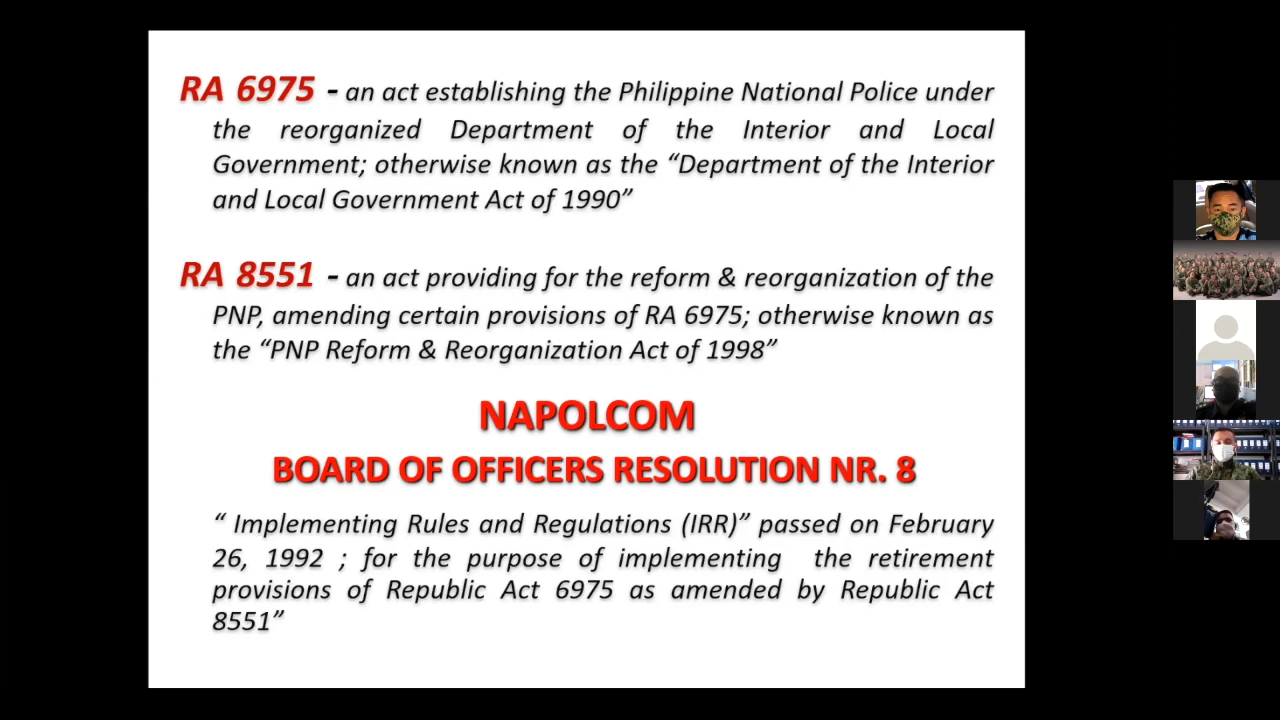 RA 6975 - an act establishing the Philippine National Police under
the reorganized Department of the Interior and Local
Government; otherwise known as the “Department of the Interior
and Local Government Act of 1990”
RA 8551 - an act providing for the reform & reorganization of the
PNP, amending certain provisions of RA 6975; otherwise known as
the “PNP Reform & Reorganization Act of 1998”
NAPOLCOM
BOARD OF OFFICERS RESOLUTION NR. 8
“ Implementing Rules and Regulations (IRR)” passed on February
26, 1992 ; for the purpose of implementing the retirement
provisions of Republic Act 6975 as amended by Republic Act
8551”